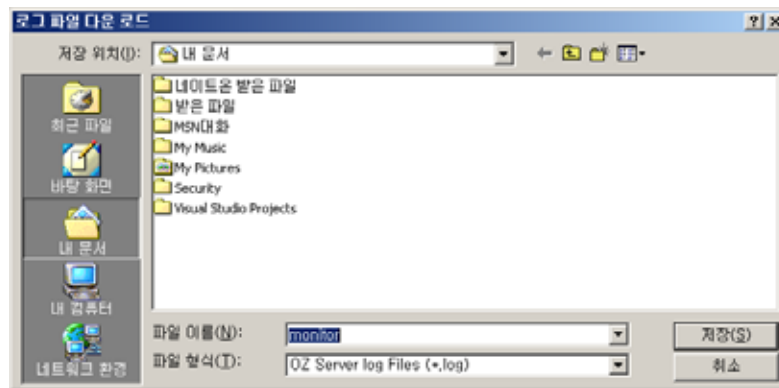 로그 파일 다운 로드
저장 위치(I): 내 문서
최근 파일
바탕 화면
내 문서
내 컴퓨터
네트워크 환경
네이트온 받은 파일
받은 파일
MSN대화
My Music
My Pictures
Security
Visual Studio Projects
파일 이름(N): monitor
저장(S)
파일 형식(T): OZ Server log Files (*,log)
취소